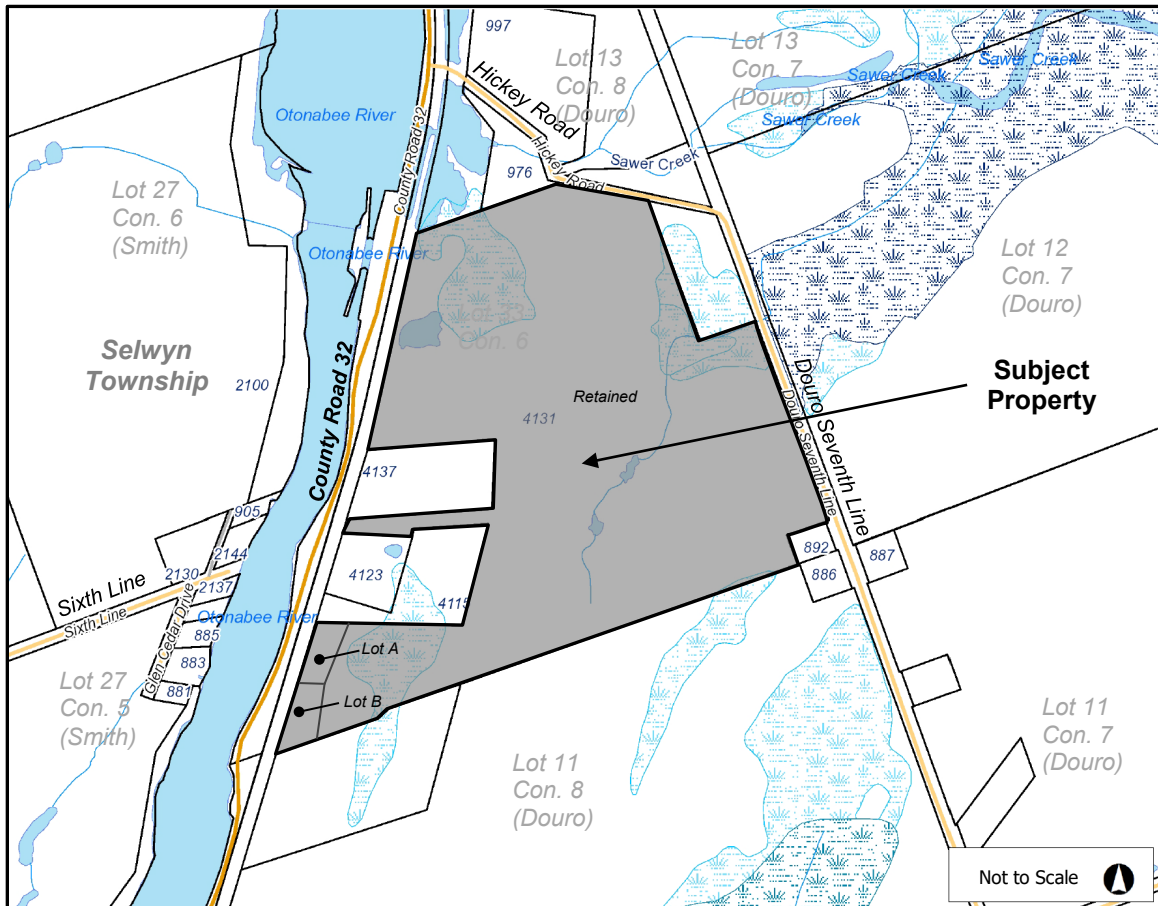 997
Lot 13
Con. 8
(Douro)
Lot 13
Con. 7
(Douro)
Sawer Creek
Sawer Creek
Sawer Creek
Otonabee River
Hickey Road
Hickey Road
County Road 32
Sawer Creek
976
Hickey Road
Lot 27
Con. 6
(Smith)
Otonabee River
Lot 12
Con. 7
(Douro)
Con. 6
Selwyn
Township
2100
County Road 32
Retained
4131
Douro Seventh Line
Douro Seventh Line
Subject
Property
4137
905
2144
2130
2137
Sixth Line
Sixth Line
Glen Cedar Drive
Otonabee River
885
883
881
4123
4115
892
887
886
Lot A
Lot B
Lot 27
Con. 5
(Smith)
Lot 11
Con. 8
(Douro)
Lot 11
Con. 7
(Douro)
Not to Scale